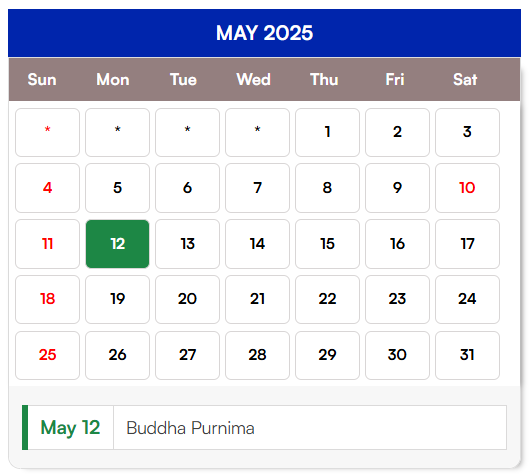 MAY 2025
Sun Mon Tue Wed Thu Fri Sat
* * * * 1 2 3
4 5 6 7 8 9 10
11 12 13 14 15 16 17
18 19 20 21 22 23 24
25 26 27 28 29 30 31
May 12 Buddha Purnima